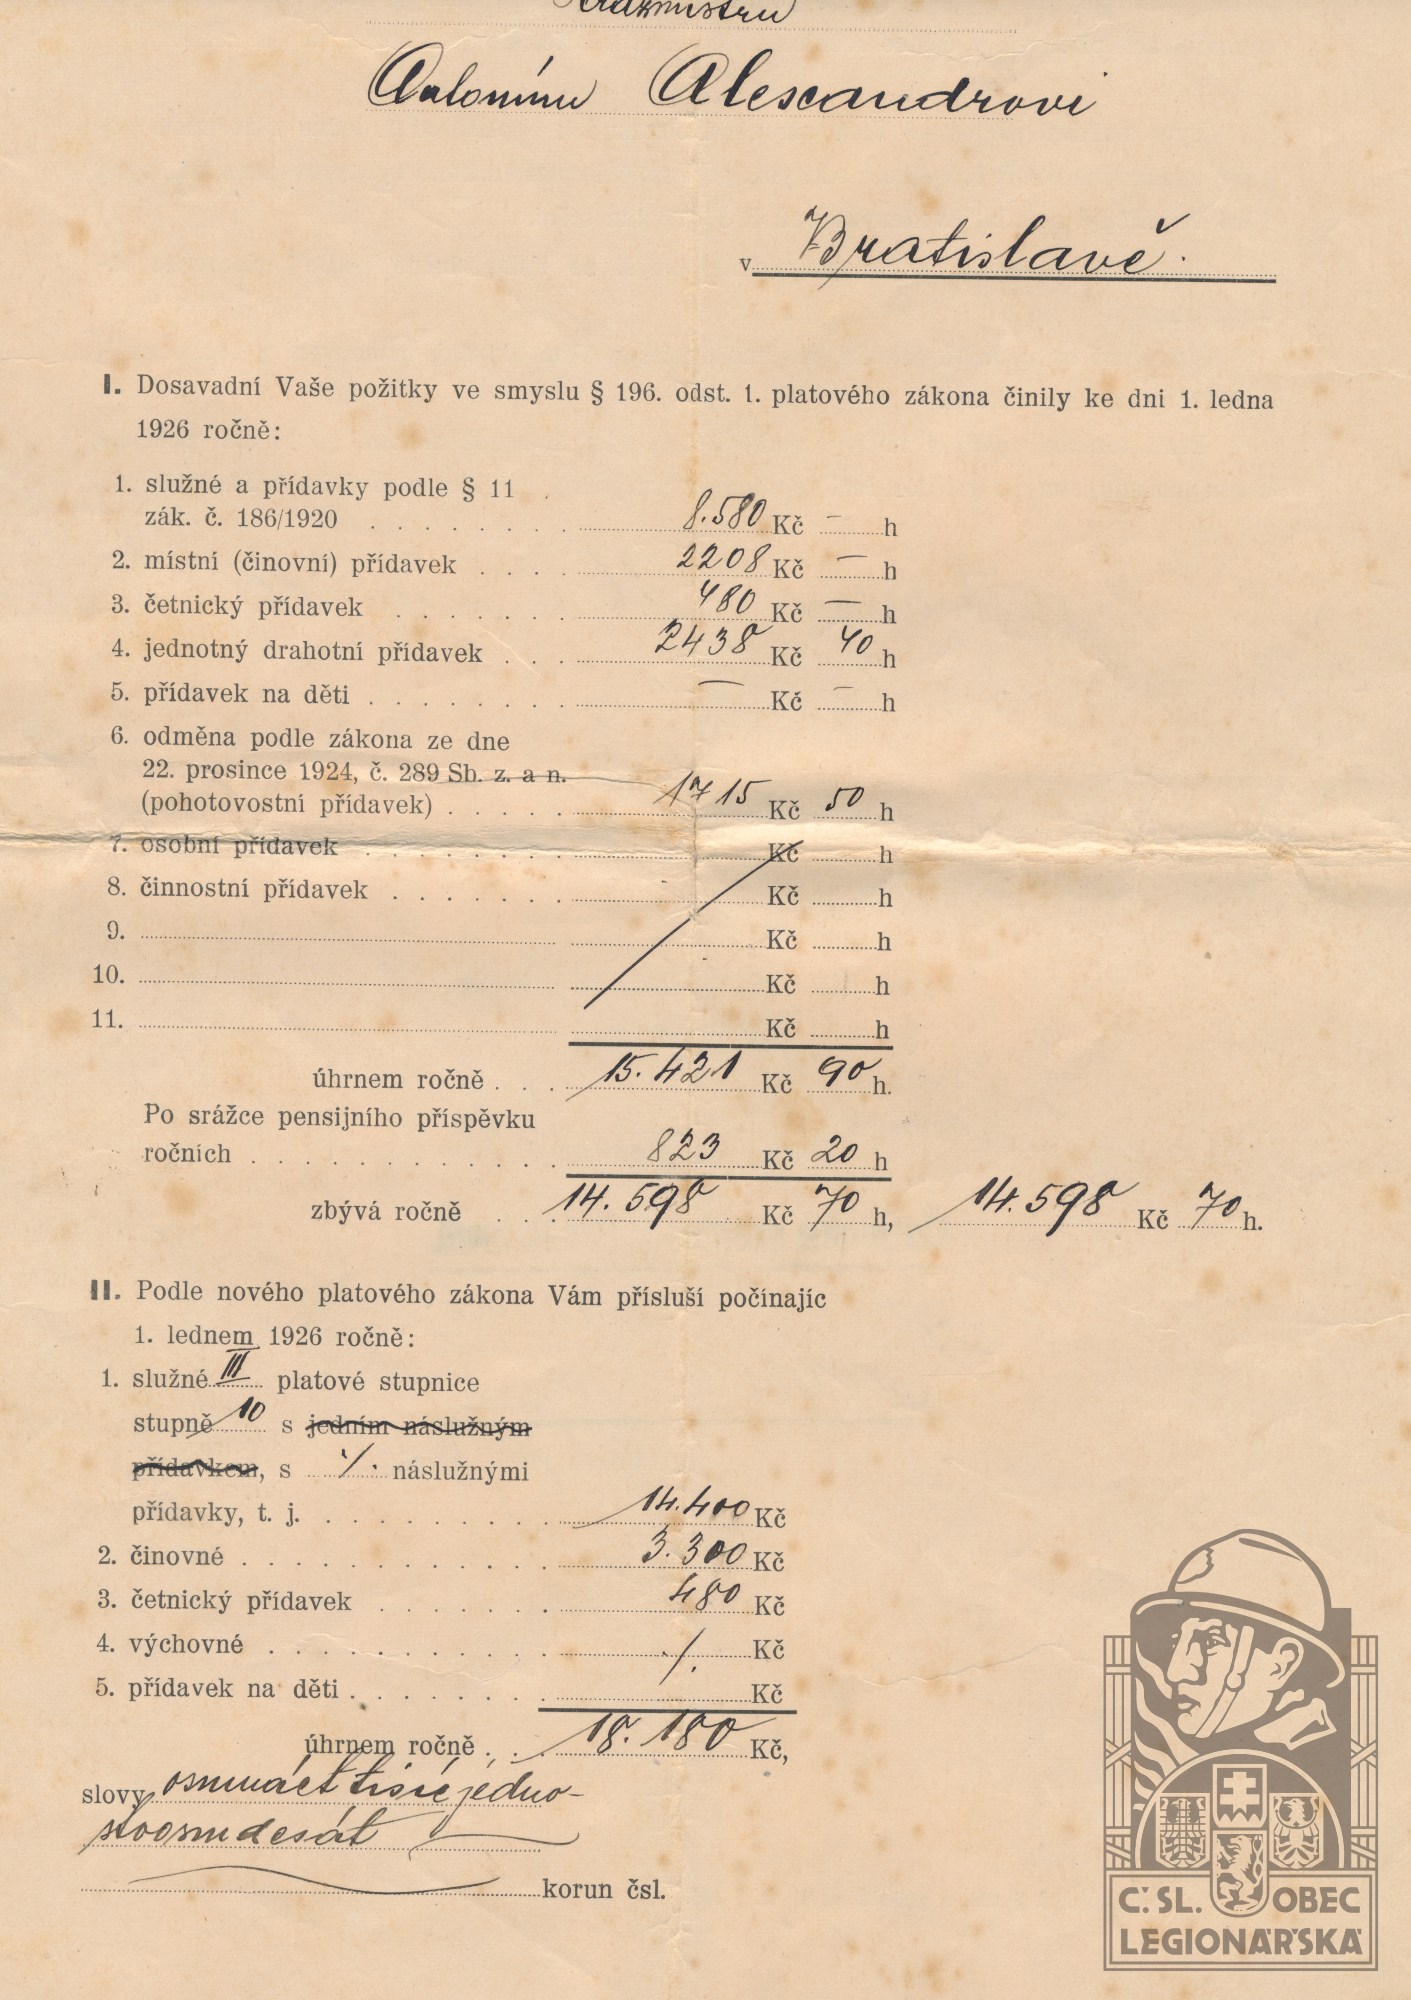 strážmistru
Aalonímu Alexandrovi
v Bratislavě.
I. Dosavadní Vaše požitky ve smyslu § 196. odst. 1. platového zákona činily ke dni 1. ledna
1926 ročně:
1. služné a přídavky podle § 11
zák. č. 186/1920 . . . . . . 8.580 Kč — h
2. místní (činovní) přídavek . . . 2208 Kč — h
3. četnický přídavek . . . . . 480 Kč — h
4. jednotný drahotní přídavek . . . 2438 Kč 40 h
5. přídavek na děti . . . . . . — Kč — h
6. odměna podle zákona ze dne
22. prosince 1924, č. 289 Sb. z. a n.
(pohotovostní přídavek) . . . . 1715 Kč 50 h
7. osobní přídavek . . . . . . Kč h
8. činnostní přídavek . . . . . . Kč h
9. Kč h
10. Kč h
11. Kč h
úhrnem ročně . . . 15.421 Kč 90 h.
Po srážce pensijního příspěvku
ročních . . . . . . . . . 823 Kč 20 h
zbývá ročně . . . 14.598 Kč 70 h, 14.598 Kč 70 h.
II. Podle nového platového zákona Vám přísluší počínajíc
1. lednem 1926 ročně:
1. služné III platové stupnice
stupně 10 s jedním náslužným
přídavkem, s ·/. náslužnými
přídavky, t. j. . . . . . . . 14.400 Kč
2. činovné . . . . . . . . . 3.300 Kč
3. četnický přídavek . . . . . 480 Kč
4. výchovné . . . . . . . . ·/. Kč
5. přídavek na děti . . . . . . Kč
úhrnem ročně . . . 18.180 Kč,
slovy osmnáct tisíc jedno-
stoosmdesát
korun čsl.
Č. SL. OBEC
LEGIONÁŘSKÁ